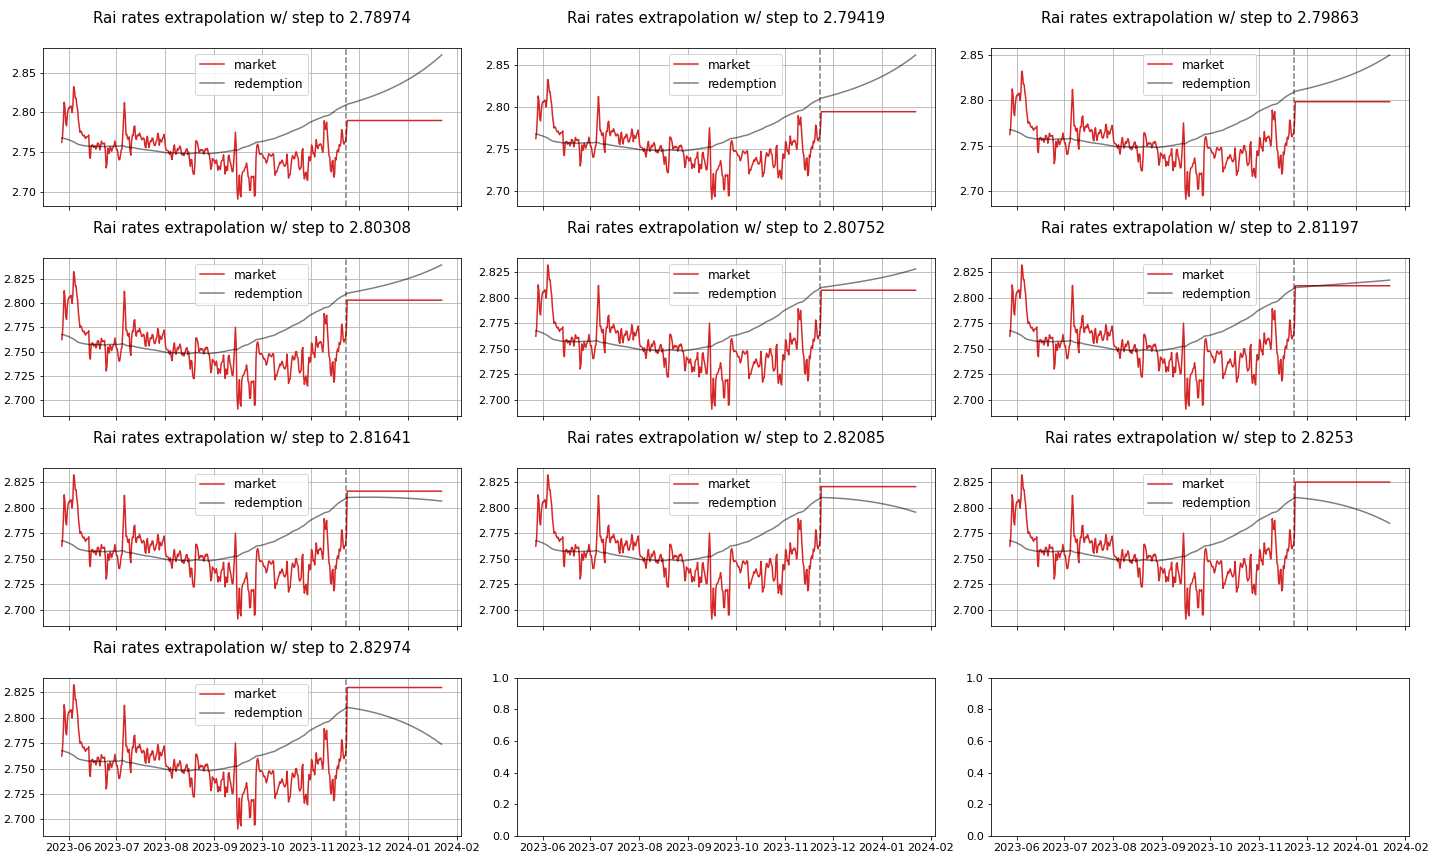 Rai rates extrapolation w/ step to 2.78974
Rai rates extrapolation w/ step to 2.79419
Rai rates extrapolation w/ step to 2.79863
2.85
2.80
2.75
2.70
market
redemption
2.85
2.80
2.75
2.70
market
redemption
2.85
2.80
2.75
2.70
market
redemption
Rai rates extrapolation w/ step to 2.80308
Rai rates extrapolation w/ step to 2.80752
Rai rates extrapolation w/ step to 2.81197
2.825
2.800
2.775
2.750
2.725
2.700
market
redemption
2.825
2.800
2.775
2.750
2.725
2.700
market
redemption
2.825
2.800
2.775
2.750
2.725
2.700
market
redemption
Rai rates extrapolation w/ step to 2.81641
Rai rates extrapolation w/ step to 2.82085
Rai rates extrapolation w/ step to 2.8253
2.825
2.800
2.775
2.750
2.725
2.700
market
redemption
2.825
2.800
2.775
2.750
2.725
2.700
market
redemption
2.825
2.800
2.775
2.750
2.725
2.700
market
redemption
Rai rates extrapolation w/ step to 2.82974
2.825
2.800
2.775
2.750
2.725
2.700
market
redemption
1.0
0.8
0.6
0.4
0.2
0.0
1.0
0.8
0.6
0.4
0.2
0.0
2023-06 2023-07 2023-08 2023-09 2023-10 2023-11 2023-12 2024-01 2024-02
2023-06 2023-07 2023-08 2023-09 2023-10 2023-11 2023-12 2024-01 2024-02
2023-06 2023-07 2023-08 2023-09 2023-10 2023-11 2023-12 2024-01 2024-02